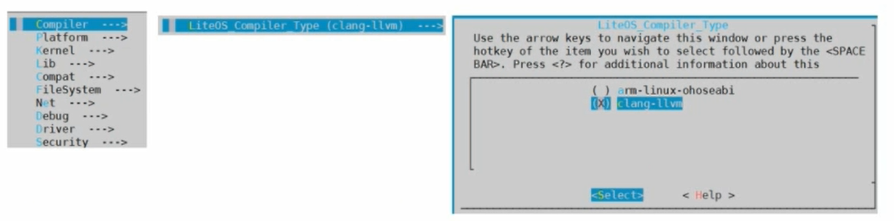 Compiler --->
Platform --->
Kernel --->
Lib --->
Compat --->
FileSystem --->
Net --->
Debug --->
Driver --->
Security --->
LiteOS_Compiler_Type (clang-llvm) --->
LiteOS_Compiler_Type
Use the arrow keys to navigate this window or press the
hotkey of the item you wish to select followed by the <SPACE
BAR>. Press <?> for additional information about this
( ) arm-linux-ohoseabi
(X) clang-llvm
<Select> < Help >